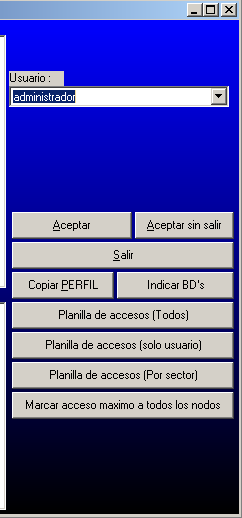 Usuario :
administrador
Aceptar
Aceptar sin salir
Salir
Copiar PERFIL
Indicar BD's
Planilla de accesos (Todos)
Planilla de accesos (solo usuario)
Planilla de accesos (Por sector)
Marcar acceso maximo a todos los nodos